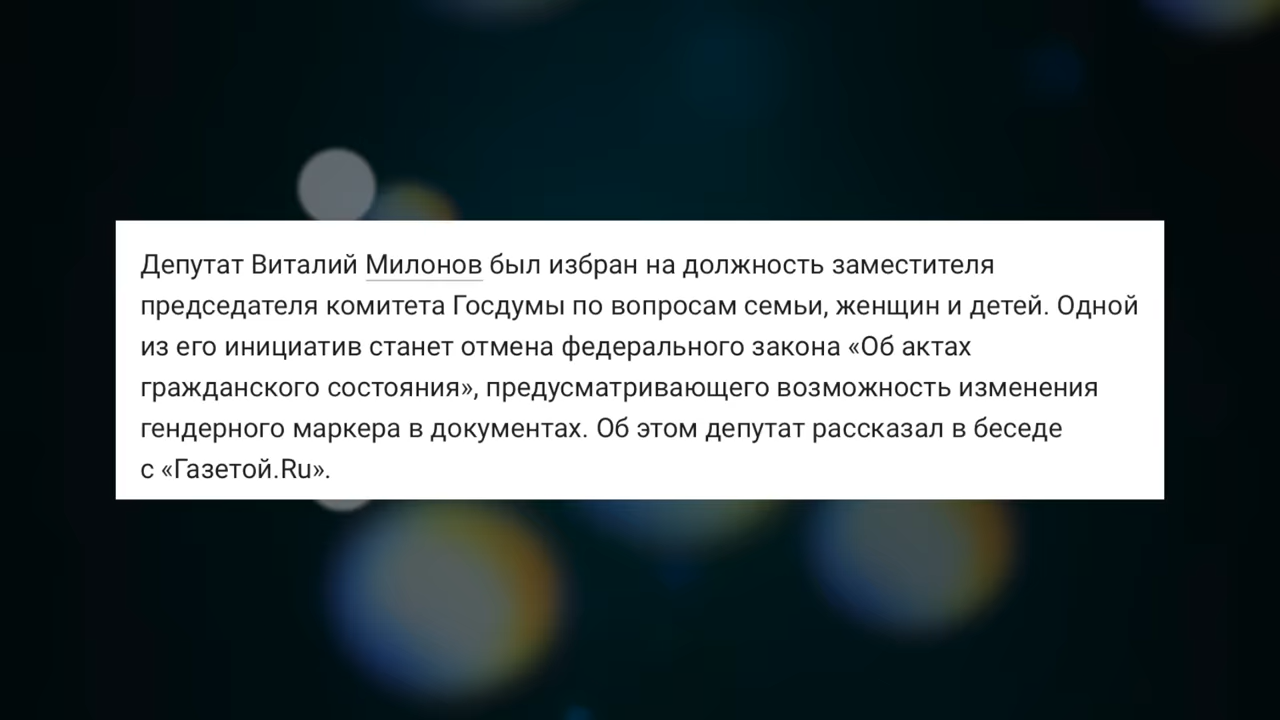 Депутат Виталий Милонов был избран на должность заместителя
председателя комитета Госдумы по вопросам семьи, женщин и детей. Одной
из его инициатив станет отмена федерального закона «Об актах
гражданского состояния», предусматривающего возможность изменения
гендерного маркера в документах. Об этом депутат рассказал в беседе
с «Газетой.Ru».